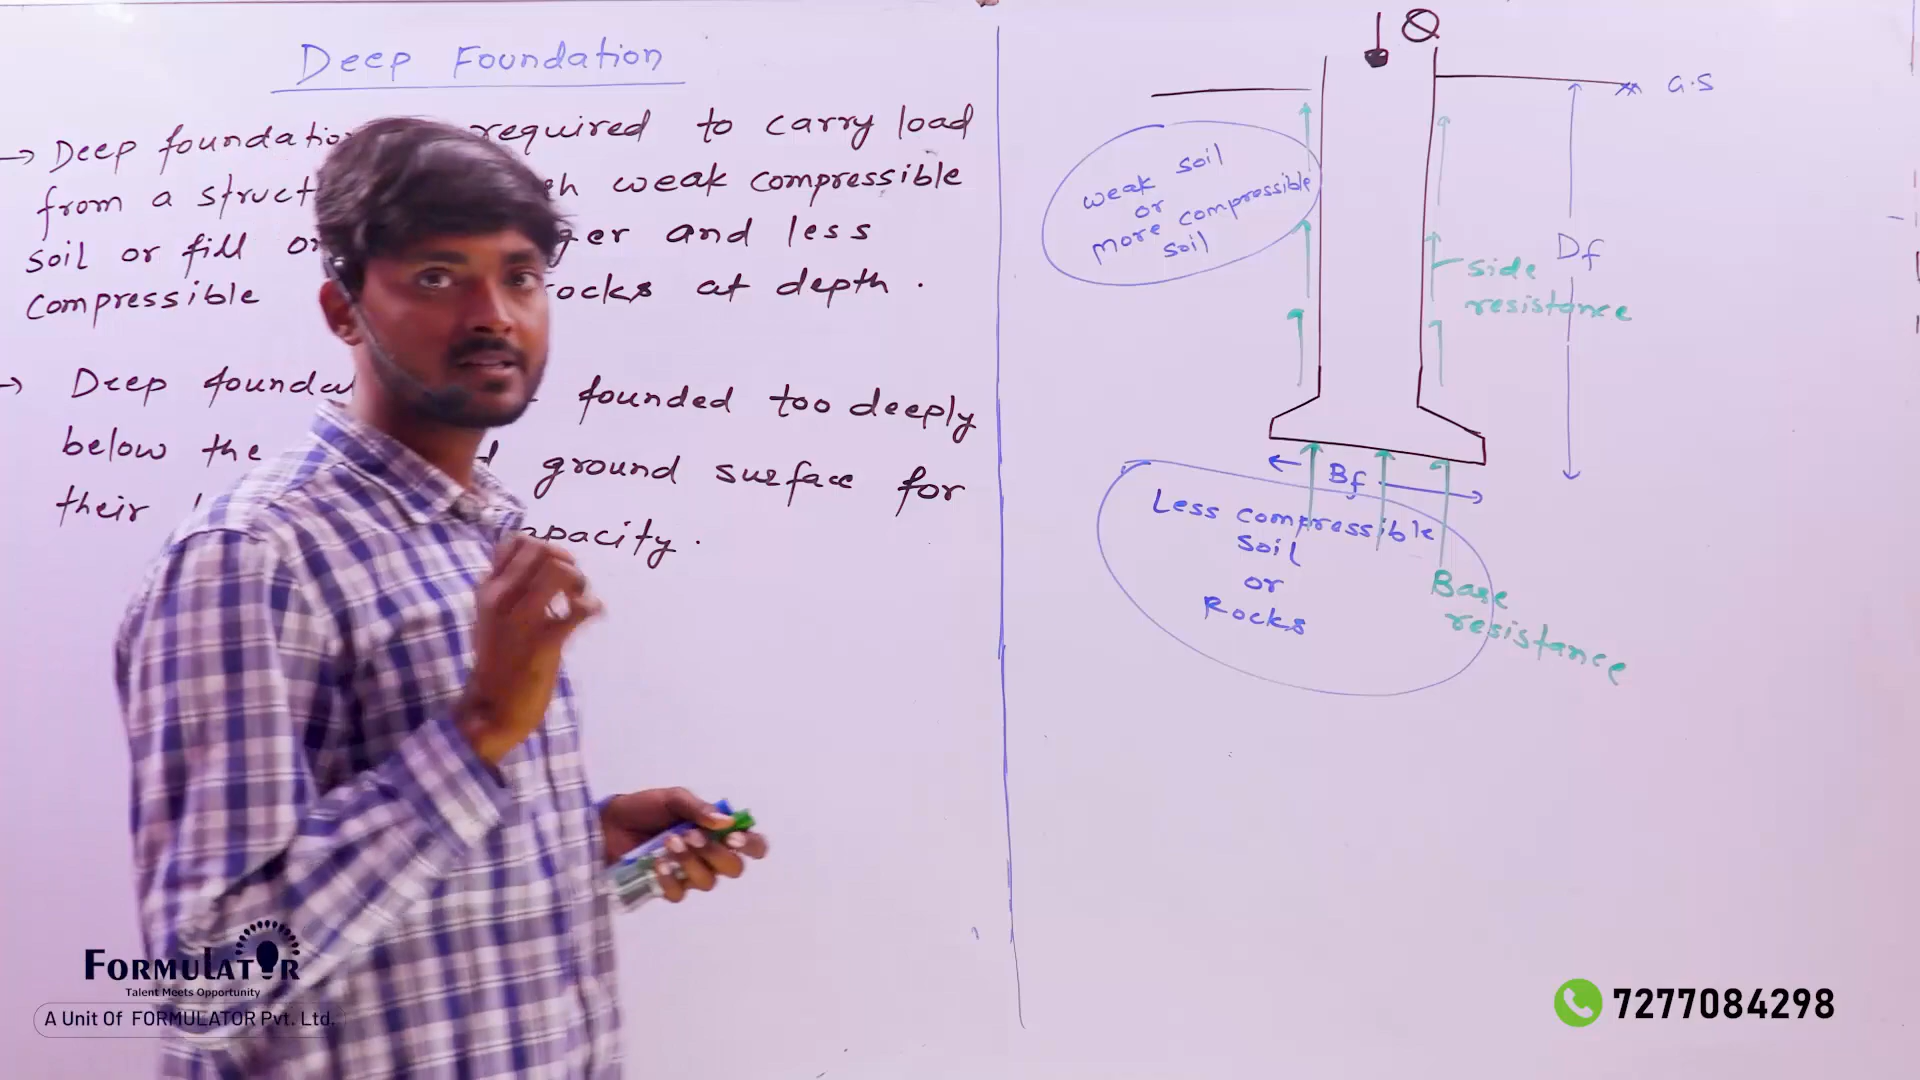 Deep Foundation
→ Deep foundation required to carry load
from a struct weak compressible
soil or fill and less
compressible rocks at depth.
→ Deep founda founded too deeply
below the ground surface for
their apacity.
Q
G.S
weak soil
or
more compressible
soil
Df
side
resistance
Bf
Less compressible
soil
or
Rocks
Base
resistance
FORMULATOR
Talent Meets Opportunity
A Unit Of FORMULATOR Pvt. Ltd.
7277084298